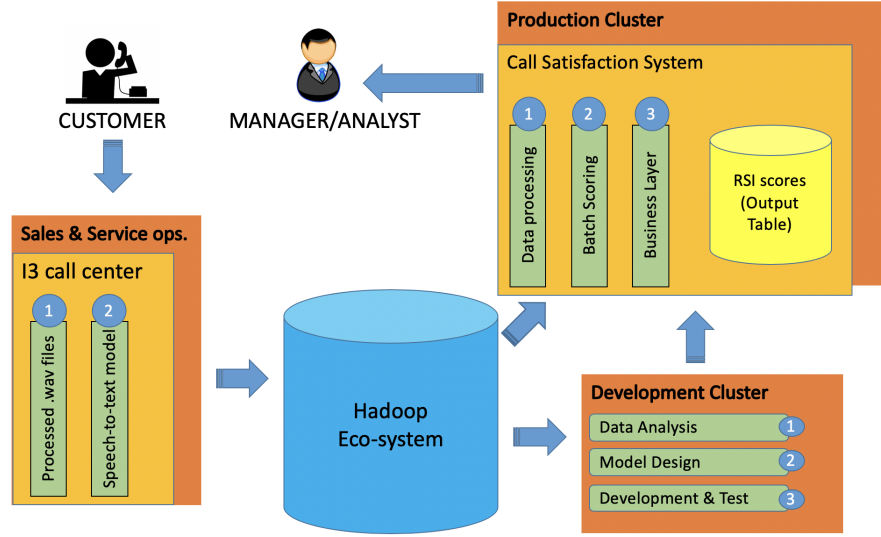 CUSTOMER
MANAGER/ANALYST
Production Cluster
Call Satisfaction System
1
Data processing
2
Batch Scoring
3
Business Layer
RSI scores
(Output
Table)
Sales & Service ops.
I3 call center
1
Processed .wav files
2
Speech-to-text model
Hadoop
Eco-system
Development Cluster
Data Analysis 1
Model Design 2
Development & Test 3